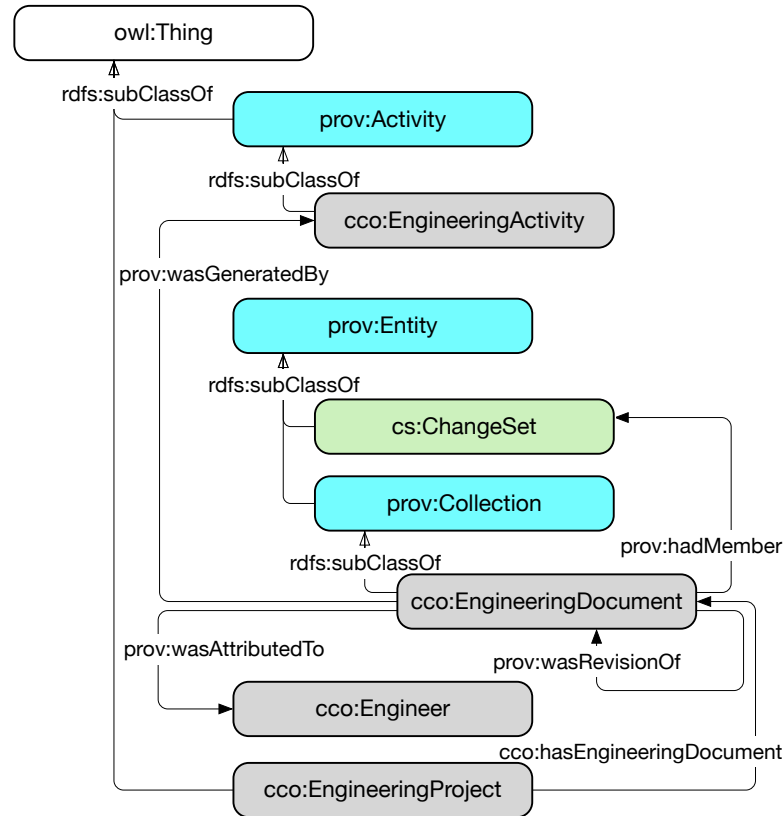 owl:Thing
rdfs:subClassOf
prov:Activity
rdfs:subClassOf
cco:EngineeringActivity
prov:wasGeneratedBy
prov:Entity
rdfs:subClassOf
cs:ChangeSet
prov:Collection
prov:hadMember
rdfs:subClassOf
cco:EngineeringDocument
prov:wasAttributedTo
prov:wasRevisionOf
cco:Engineer
cco:hasEngineeringDocument
cco:EngineeringProject